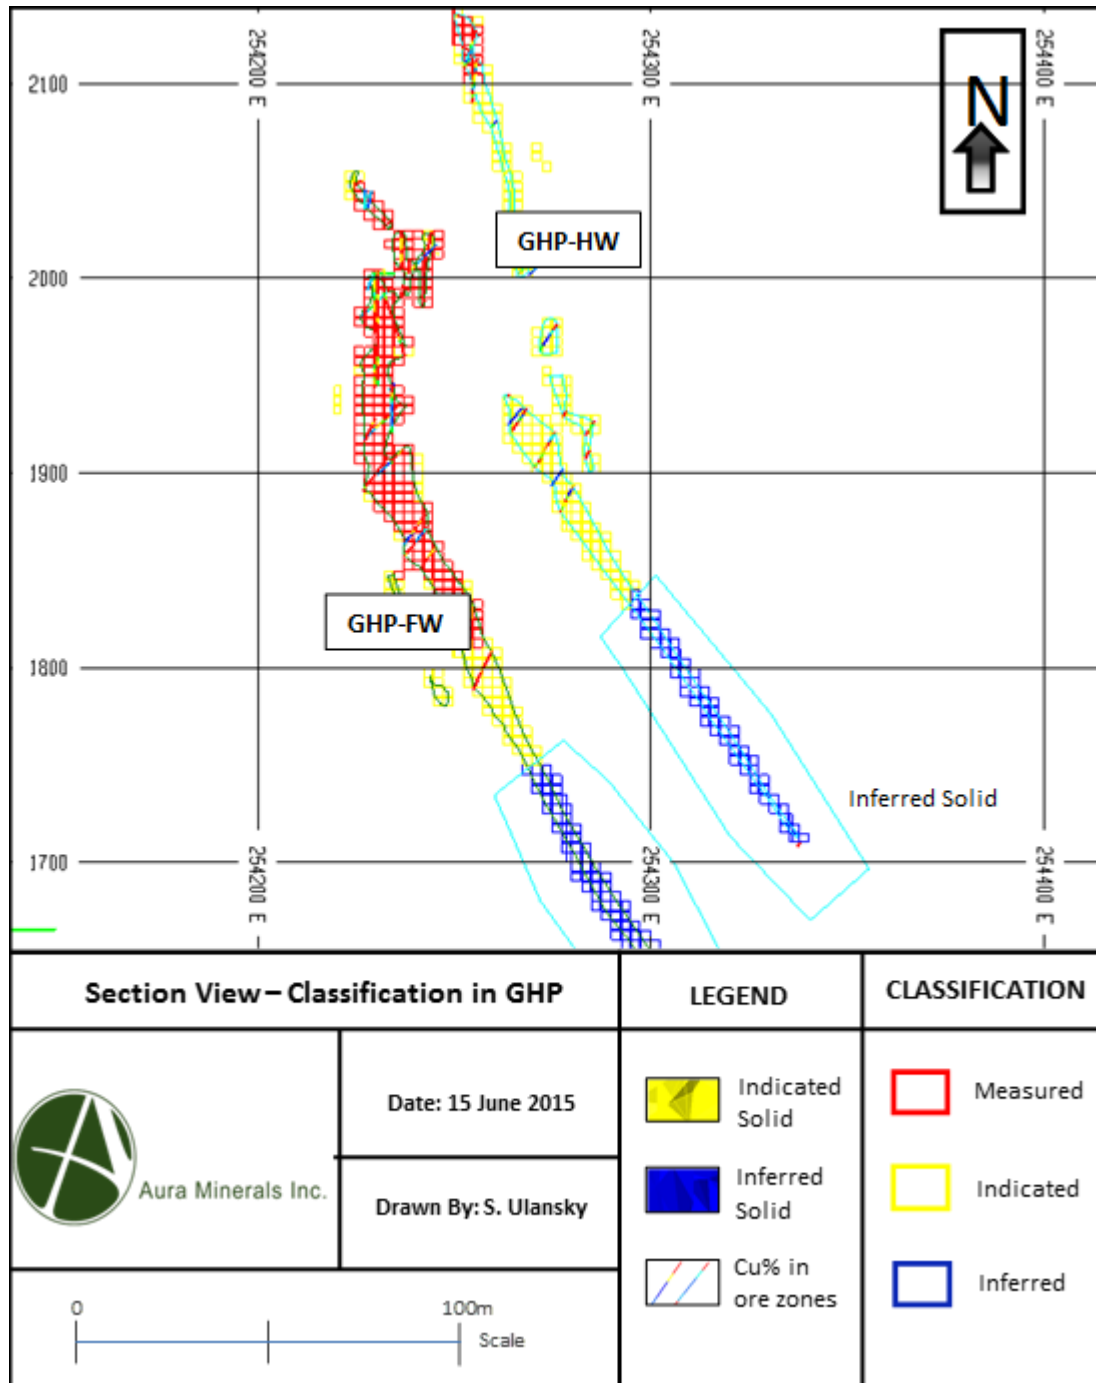 254200 E
254300 E
254400 E
N
2100
GHP-HW
2000
1900
GHP-FW
1800
Inferred Solid
1700
254200 E
254300 E
254400 E
Section View – Classification in GHP
LEGEND
CLASSIFICATION
Aura Minerals Inc.
Date: 15 June 2015
Drawn By: S. Ulansky
0
100m
Scale
Indicated
Solid
Inferred
Solid
Cu% in
ore zones
Measured
Indicated
Inferred